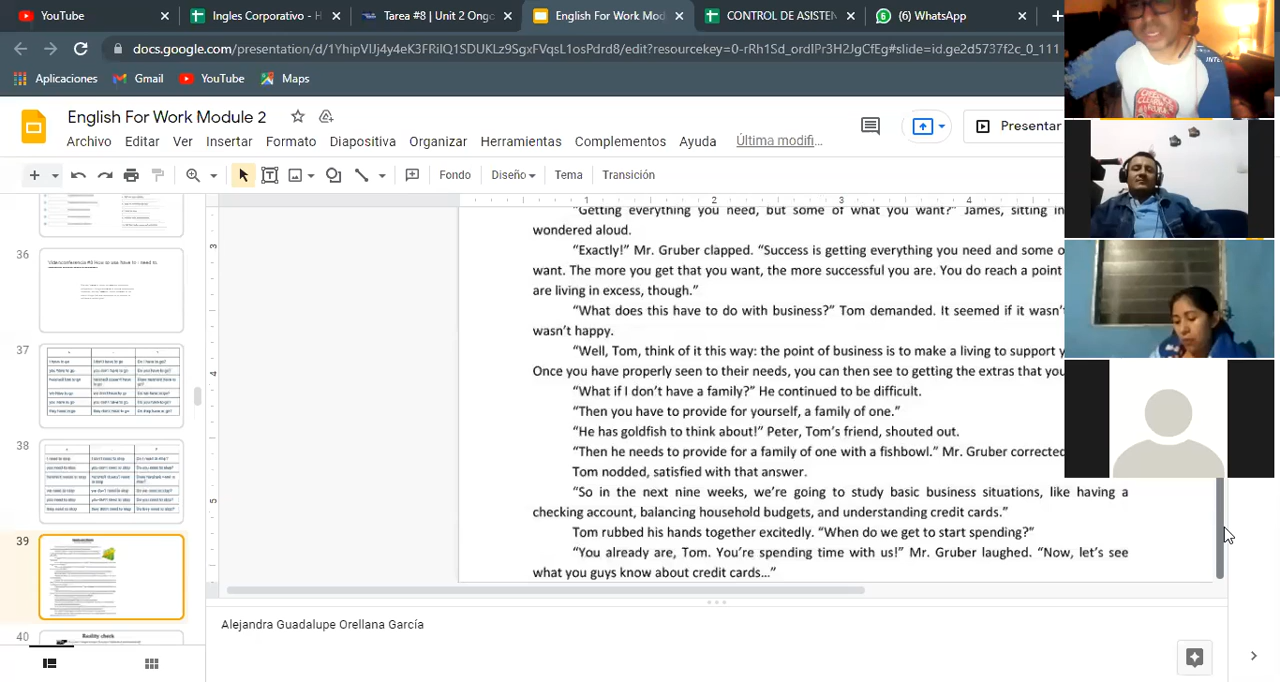 YouTube
Ingles Corporativo - H
Tarea #8 | Unit 2 Ongo
English For Work Mod
CONTROL DE ASISTEN
(6) WhatsApp
docs.google.com/presentation/d/1YhipVlJj4y4eK3FRilQ1SDUKLz9SgxFVqsL1osPdrd8/edit?resourcekey=0-rRh1Sd_ordlPr3H2JgCfEg#slide=id.ge2d5737f2c_0_111
Aplicaciones
Gmail
YouTube
Maps
English For Work Module 2
Archivo Editar Ver Insertar Formato Diapositiva Organizar Herramientas Complementos Ayuda Última modifi...
Presentar
Fondo Diseño Tema Transición
1 2 3 4
3
4
5
36
37
38
39
40
Reality check
"Getting everything you need, but some of what you want?" James, sitting in
wondered aloud.
"Exactly!" Mr. Gruber clapped. "Success is getting everything you need and some o
want. The more you get that you want, the more successful you are. You do reach a point
are living in excess, though."
"What does this have to do with business?" Tom demanded. It seemed if it wasn'
wasn't happy.
"Well, Tom, think of it this way: the point of business is to make a living to support y
Once you have properly seen to their needs, you can then see to getting the extras that yo
"What if I don't have a family?" He continued to be difficult.
"Then you have to provide for yourself, a family of one."
"He has goldfish to think about!" Peter, Tom's friend, shouted out.
"Then he needs to provide for a family of one with a fishbowl." Mr. Gruber corrected
Tom nodded, satisfied with that answer.
"So in the next nine weeks, we're going to study basic business situations, like having a
checking account, balancing household budgets, and understanding credit cards."
Tom rubbed his hands together excitedly. "When do we get to start spending?"
"You already are, Tom. You're spending time with us!" Mr. Gruber laughed. "Now, let's see
what you guys know about credit cards..."
Alejandra Guadalupe Orellana García